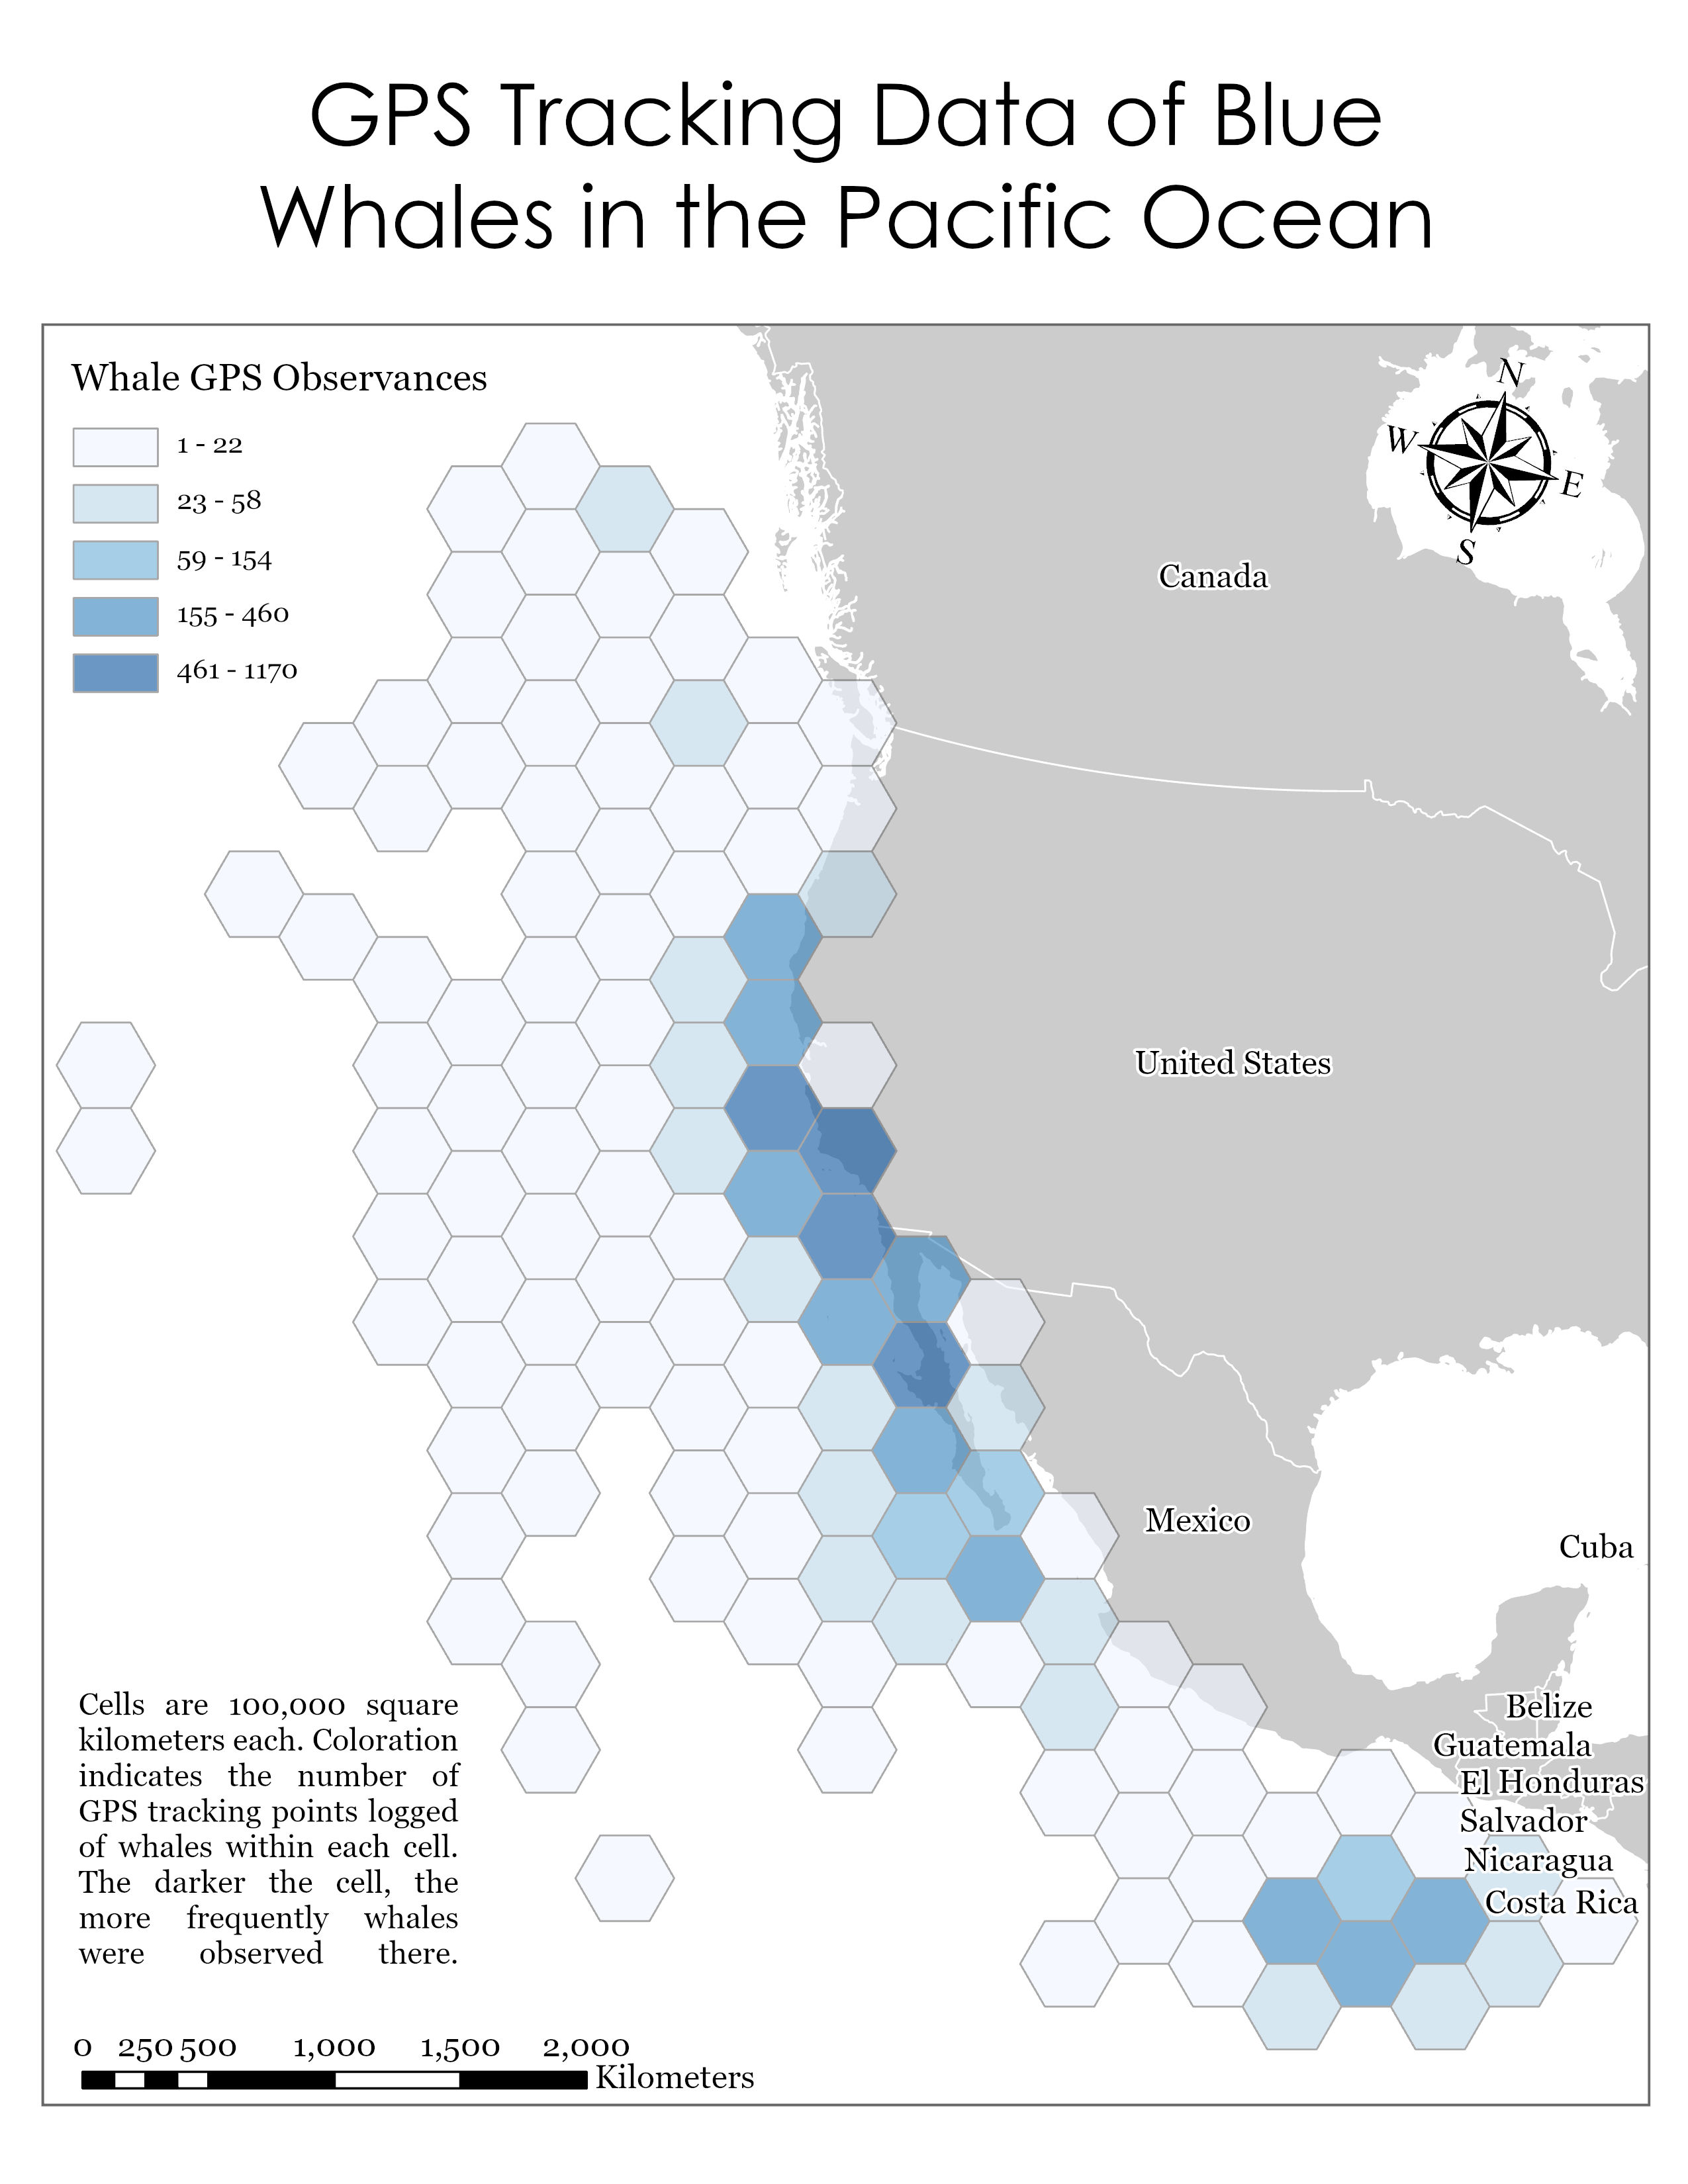 GPS Tracking Data of Blue
Whales in the Pacific Ocean
Whale GPS Observances
1 - 22
23 - 58
59 - 154
155 - 460
461 - 1170
N
W
E
S
Canada
United States
Mexico
Cuba
Belize
Guatemala
El Honduras
Salvador
Nicaragua
Costa Rica
Cells are 100,000 square
kilometers each. Coloration
indicates the number of
GPS tracking points logged
of whales within each cell.
The darker the cell, the
more frequently whales
were observed there.
0 250 500 1,000 1,500 2,000
Kilometers